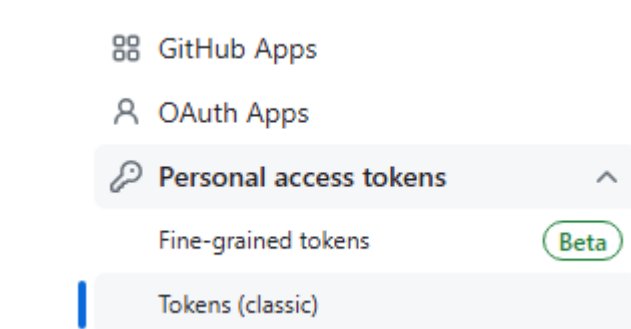 GitHub Apps
OAuth Apps
Personal access tokens
Fine-grained tokens Beta
Tokens (classic)